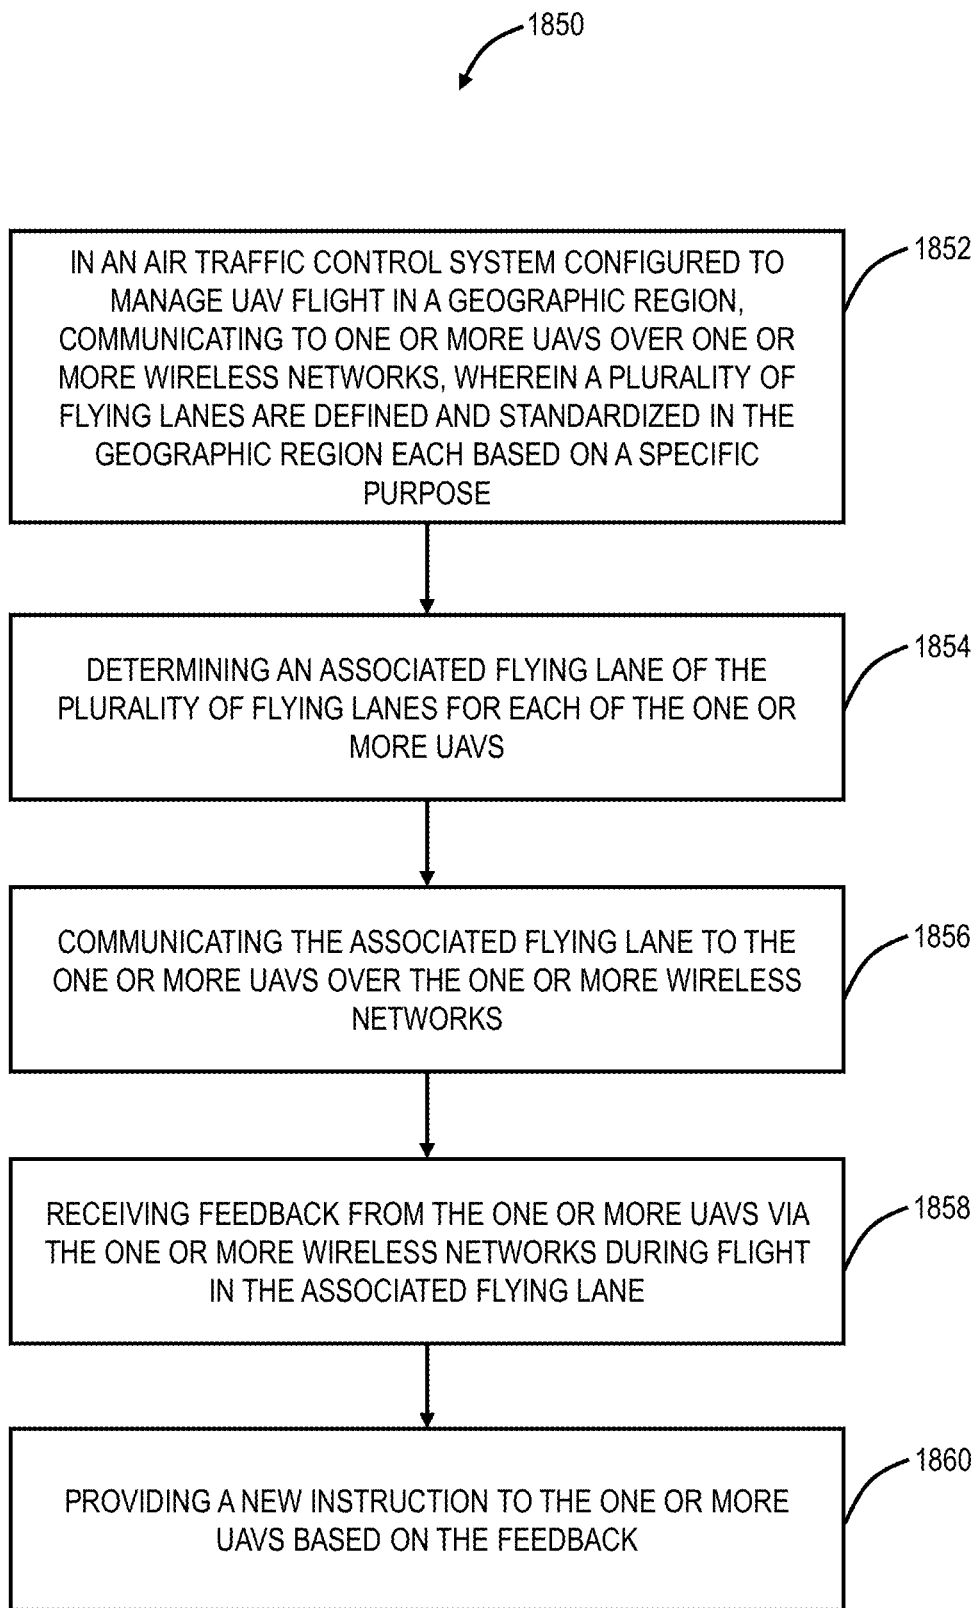 1850
IN AN AIR TRAFFIC CONTROL SYSTEM CONFIGURED TO
MANAGE UAV FLIGHT IN A GEOGRAPHIC REGION,
COMMUNICATING TO ONE OR MORE UAVS OVER ONE OR
MORE WIRELESS NETWORKS, WHEREIN A PLURALITY OF
FLYING LANES ARE DEFINED AND STANDARDIZED IN THE
GEOGRAPHIC REGION EACH BASED ON A SPECIFIC
PURPOSE
1852
DETERMINING AN ASSOCIATED FLYING LANE OF THE
PLURALITY OF FLYING LANES FOR EACH OF THE ONE OR
MORE UAVS
1854
COMMUNICATING THE ASSOCIATED FLYING LANE TO THE
ONE OR MORE UAVS OVER THE ONE OR MORE WIRELESS
NETWORKS
1856
RECEIVING FEEDBACK FROM THE ONE OR MORE UAVS VIA
THE ONE OR MORE WIRELESS NETWORKS DURING FLIGHT
IN THE ASSOCIATED FLYING LANE
1858
PROVIDING A NEW INSTRUCTION TO THE ONE OR MORE
UAVS BASED ON THE FEEDBACK
1860